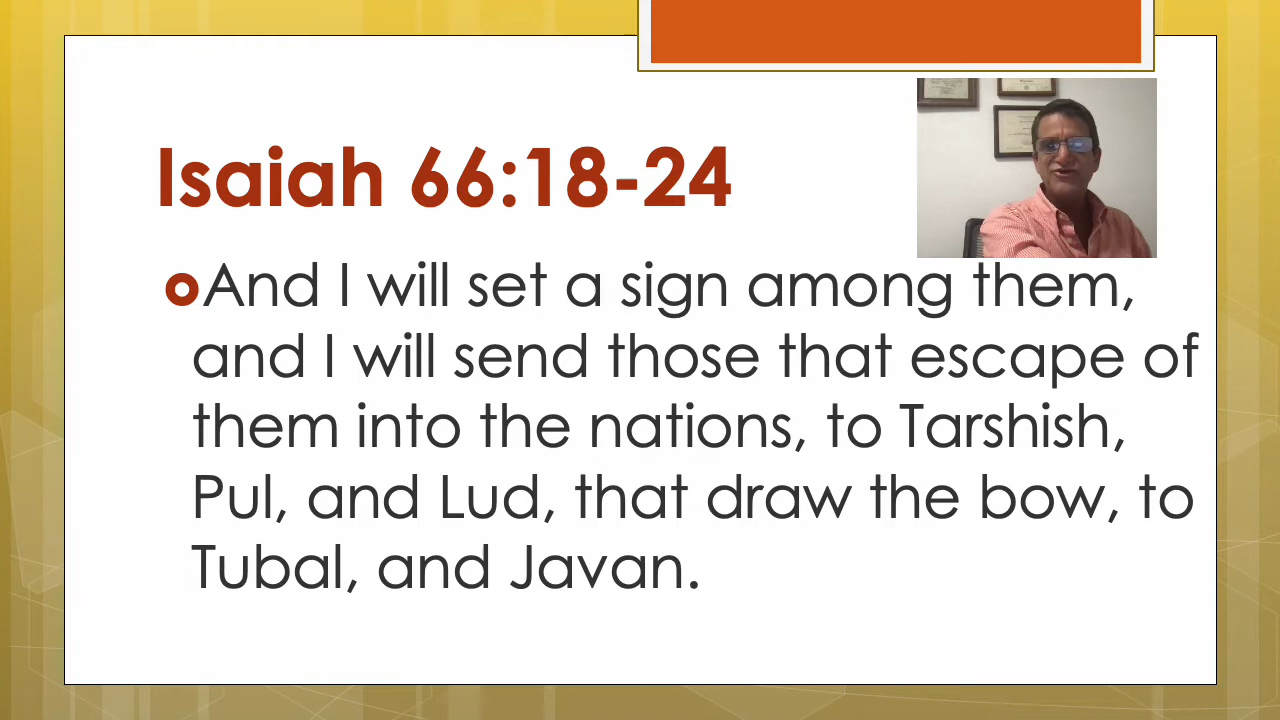 Isaiah 66:18-24
And I will set a sign among them,
and I will send those that escape of
them into the nations, to Tarshish,
Pul, and Lud, that draw the bow, to
Tubal, and Javan.